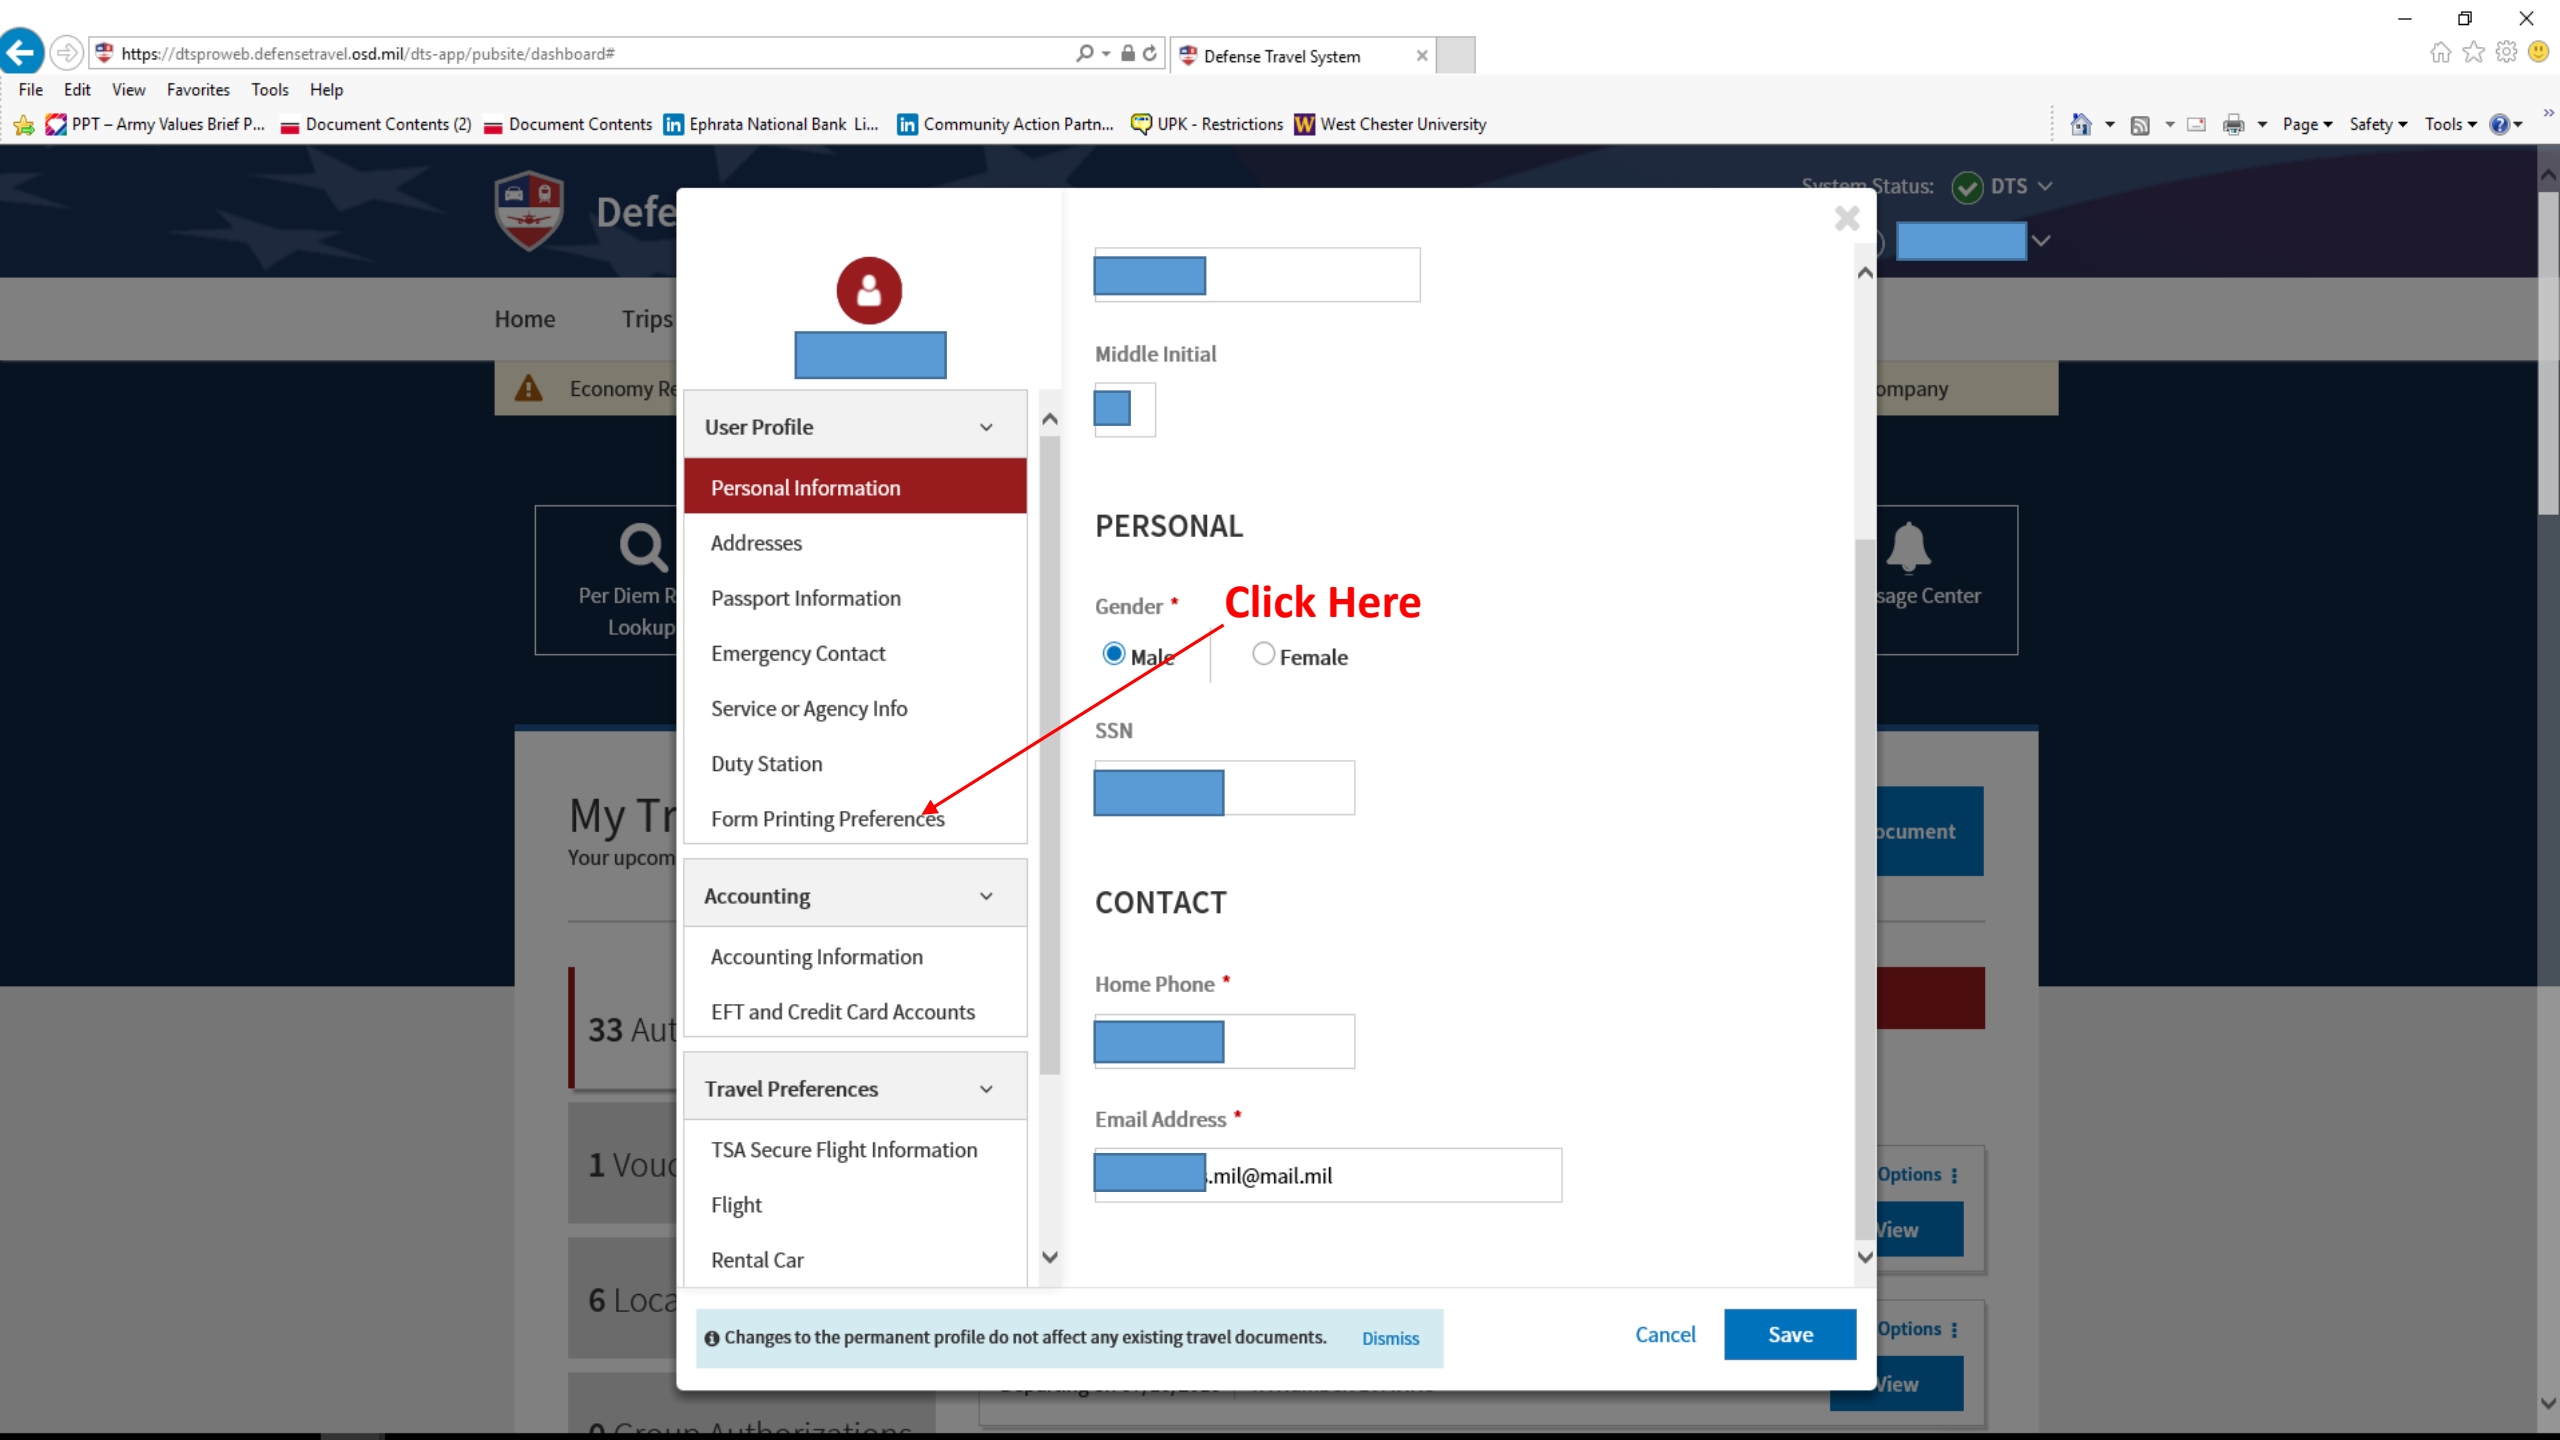 https://dtsproweb.defensetravel.osd.mil/dts-app/pubsite/dashboard#
Defense Travel System
File Edit View Favorites Tools Help
PPT – Army Values Brief P... Document Contents (2) Document Contents Ephrata National Bank Li... Community Action Partn... UPK - Restrictions West Chester University
Page Safety Tools
System Status: DTS
Defe
Home Trips
Economy Re
ompany
Per Diem R
Lookup
sage Center
My Tr
Your upcom
ocument
33 Aut
1 Vouc
6 Loca
0 Group Authorizations
Options
View
Options
View
User Profile
Personal Information
Addresses
Passport Information
Emergency Contact
Service or Agency Info
Duty Station
Form Printing Preferences
Accounting
Accounting Information
EFT and Credit Card Accounts
Travel Preferences
TSA Secure Flight Information
Flight
Rental Car
Middle Initial
PERSONAL
Gender *
Click Here
Male Female
SSN
CONTACT
Home Phone *
Email Address *
.mil@mail.mil
Changes to the permanent profile do not affect any existing travel documents. Dismiss
Cancel Save